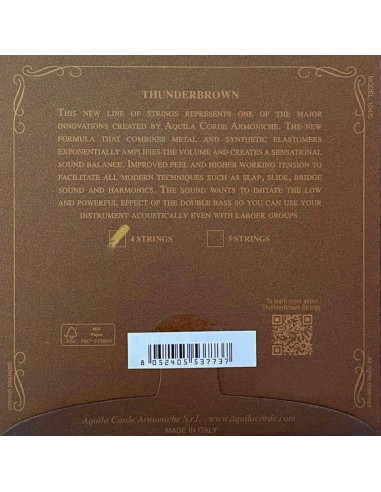 THUNDERBROWN
THIS NEW LINE OF STRINGS REPRESENTS ONE OF THE MAJOR
INNOVATIONS CREATED BY AQUILA CORDE ARMONICHE. THE NEW
FORMULA THAT COMBINES METAL AND SYNTHETIC ELASTOMERS
EXPONENTIALLY AMPLIFIES THE VOLUME AND CREATES A SENSATIONAL
SOUND BALANCE. IMPROVED FEEL AND HIGHER WORKING TENSION TO
FACILITATE ALL MODERN TECHNIQUES SUCH AS SLAP, SLIDE, BRIDGE
SOUND AND HARMONICS. THE SOUND WANTS TO IMITATE THE LOW
AND POWERFUL EFFECT OF THE DOUBLE BASS SO YOU CAN USE YOUR
INSTRUMENT ACOUSTICALLY EVEN WITH LARGER GROUPS.
4 STRINGS
5 STRINGS
To learn more about
Thunderbrown Strings
MIX
Paper
FSC
8 052405 537737
Aquila Corde Armoniche S.r.l. - www.aquilacorde.com
MADE IN ITALY
All rights reserved